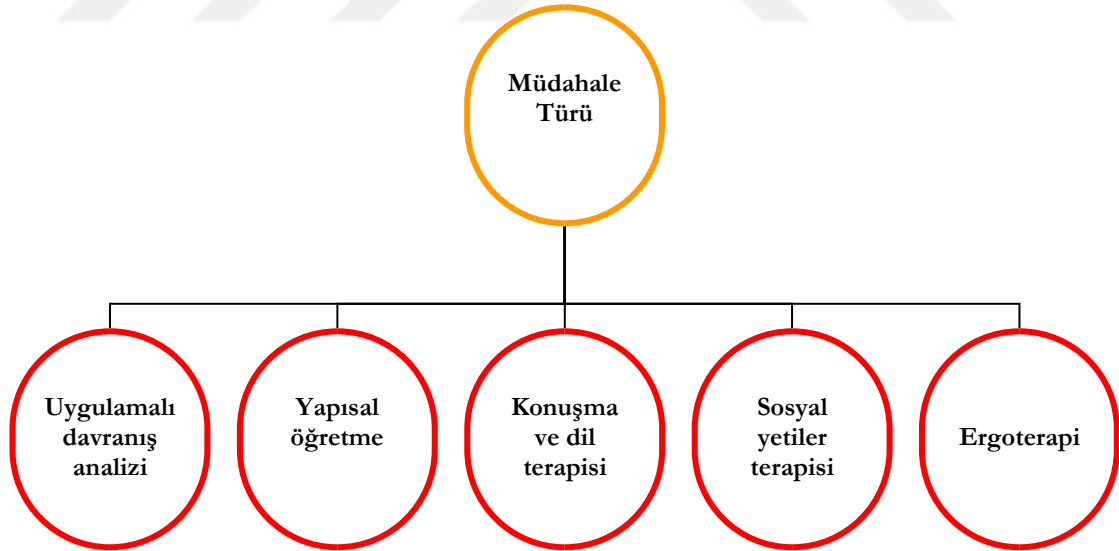 Müdahale
Türü
Uygulamalı
davranış
analizi
Yapısal
öğretme
Konuşma
ve dil
terapisi
Sosyal
yetiler
terapisi
Ergoterapi